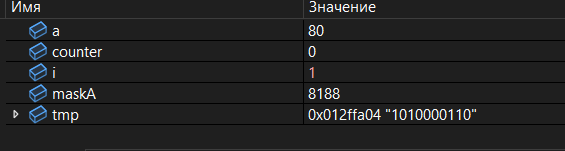 Имя Значение
a 80
counter 0
i 1
maskA 8188
tmp 0x012ffa04 "1010000110"